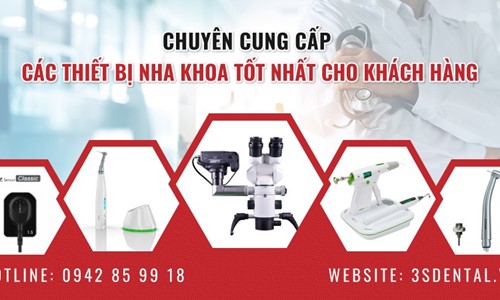 CHUYÊN CUNG CẤP
CÁC THIẾT BỊ NHA KHOA TỐT NHẤT CHO KHÁCH HÀNG
Classic
OTLINE: 0942 85 99 18
WEBSITE: 3SDENTAL.